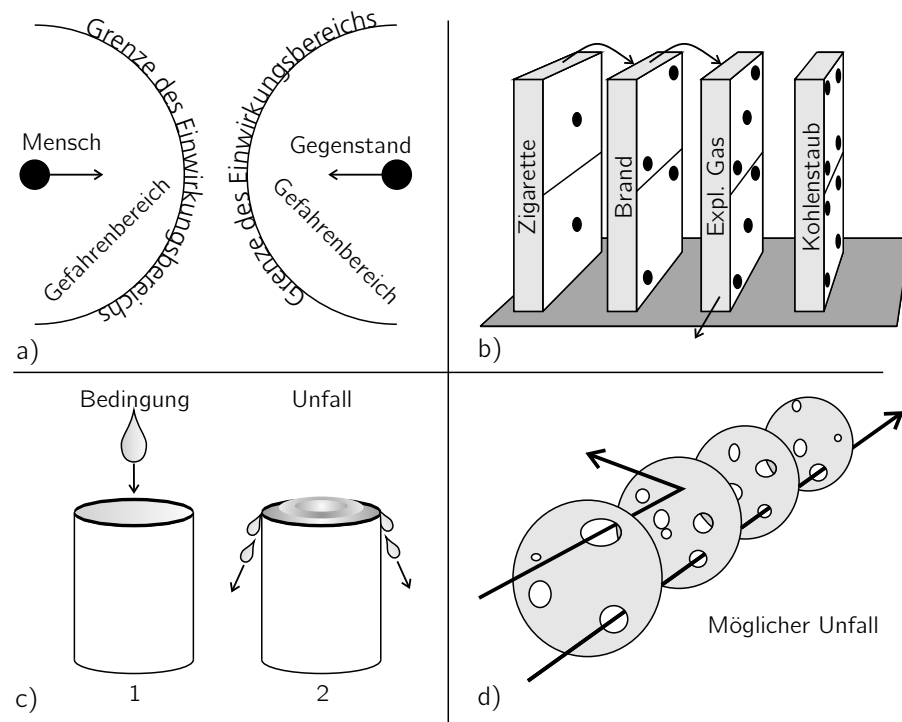 Grenze des Einwirkungsbereichs
Mensch
Gefahrenbereich
Grenze des Einwirkungsbereichs
Gegenstand
Gefahrenbereich
a)
Zigarette
Brand
Expl. Gas
Kohlenstaub
b)
Bedingung
Unfall
1
2
c)
Möglicher Unfall
d)